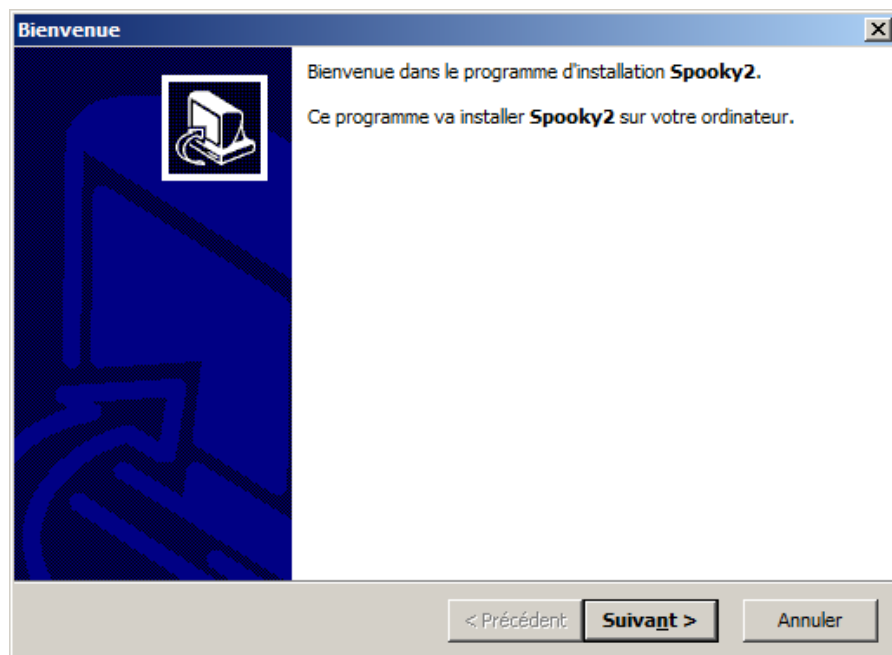 Bienvenue
Bienvenue dans le programme d'installation Spooky2.
Ce programme va installer Spooky2 sur votre ordinateur.
< Précédent Suivant > Annuler